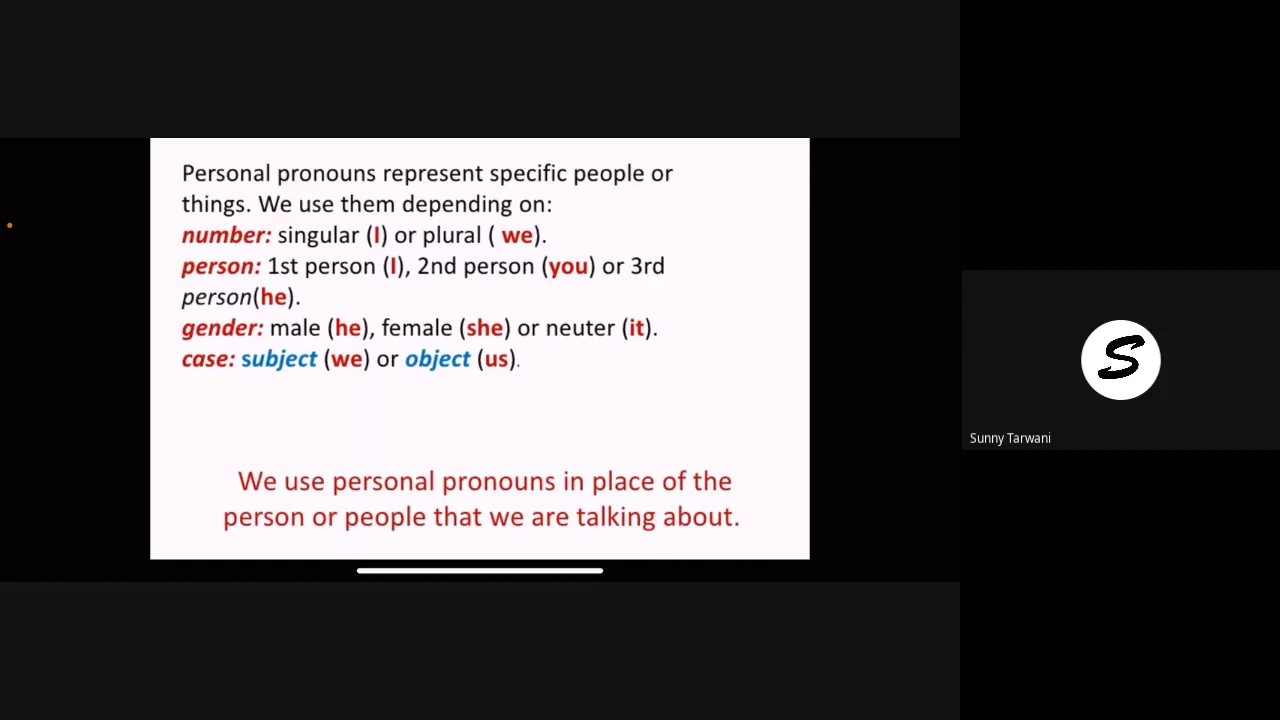 Personal pronouns represent specific people or
things. We use them depending on:
number: singular (I) or plural ( we).
person: 1st person (I), 2nd person (you) or 3rd
person(he).
gender: male (he), female (she) or neuter (it).
case: subject (we) or object (us).
We use personal pronouns in place of the
person or people that we are talking about.
S
Sunny Tarwani